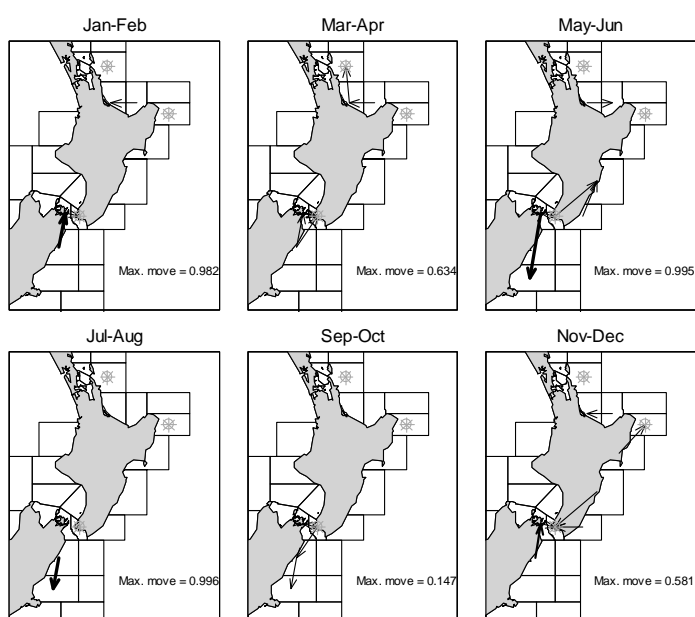 Jan-Feb
Mar-Apr
May-Jun
Max. move = 0.982
Max. move = 0.634
Max. move = 0.995
Jul-Aug
Sep-Oct
Nov-Dec
Max. move = 0.996
Max. move = 0.147
Max. move = 0.581